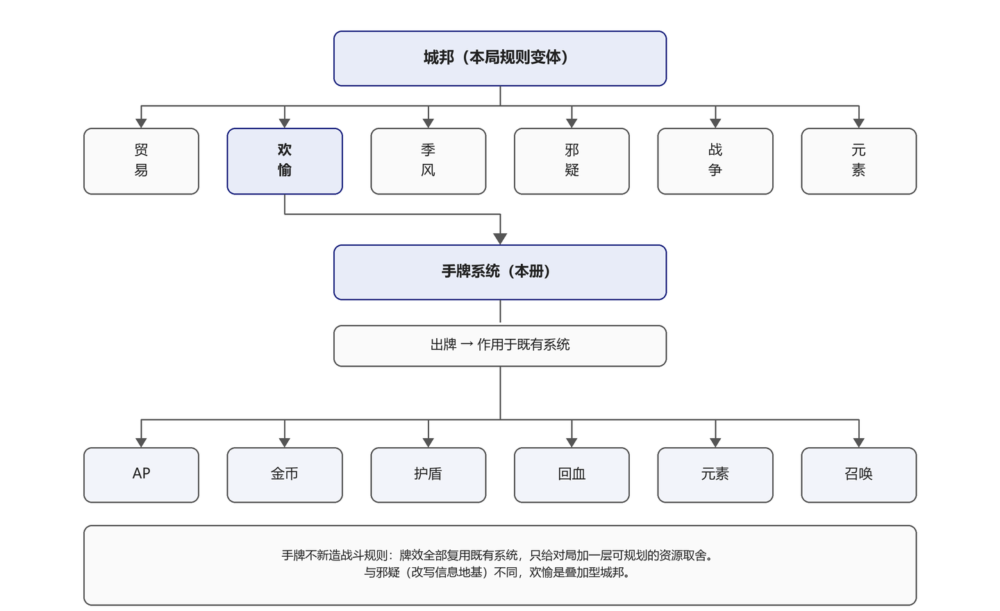 城邦（本局规则变体）
贸
易
欢
愉
季
风
邪
疑
战
争
元
素
手牌系统（本册）
出牌 → 作用于既有系统
AP
金币
护盾
回血
元素
召唤
手牌不新造战斗规则：牌效全部复用既有系统，只给对局加一层可规划的资源取舍。
与邪疑（改写信息地基）不同，欢愉是叠加型城邦。